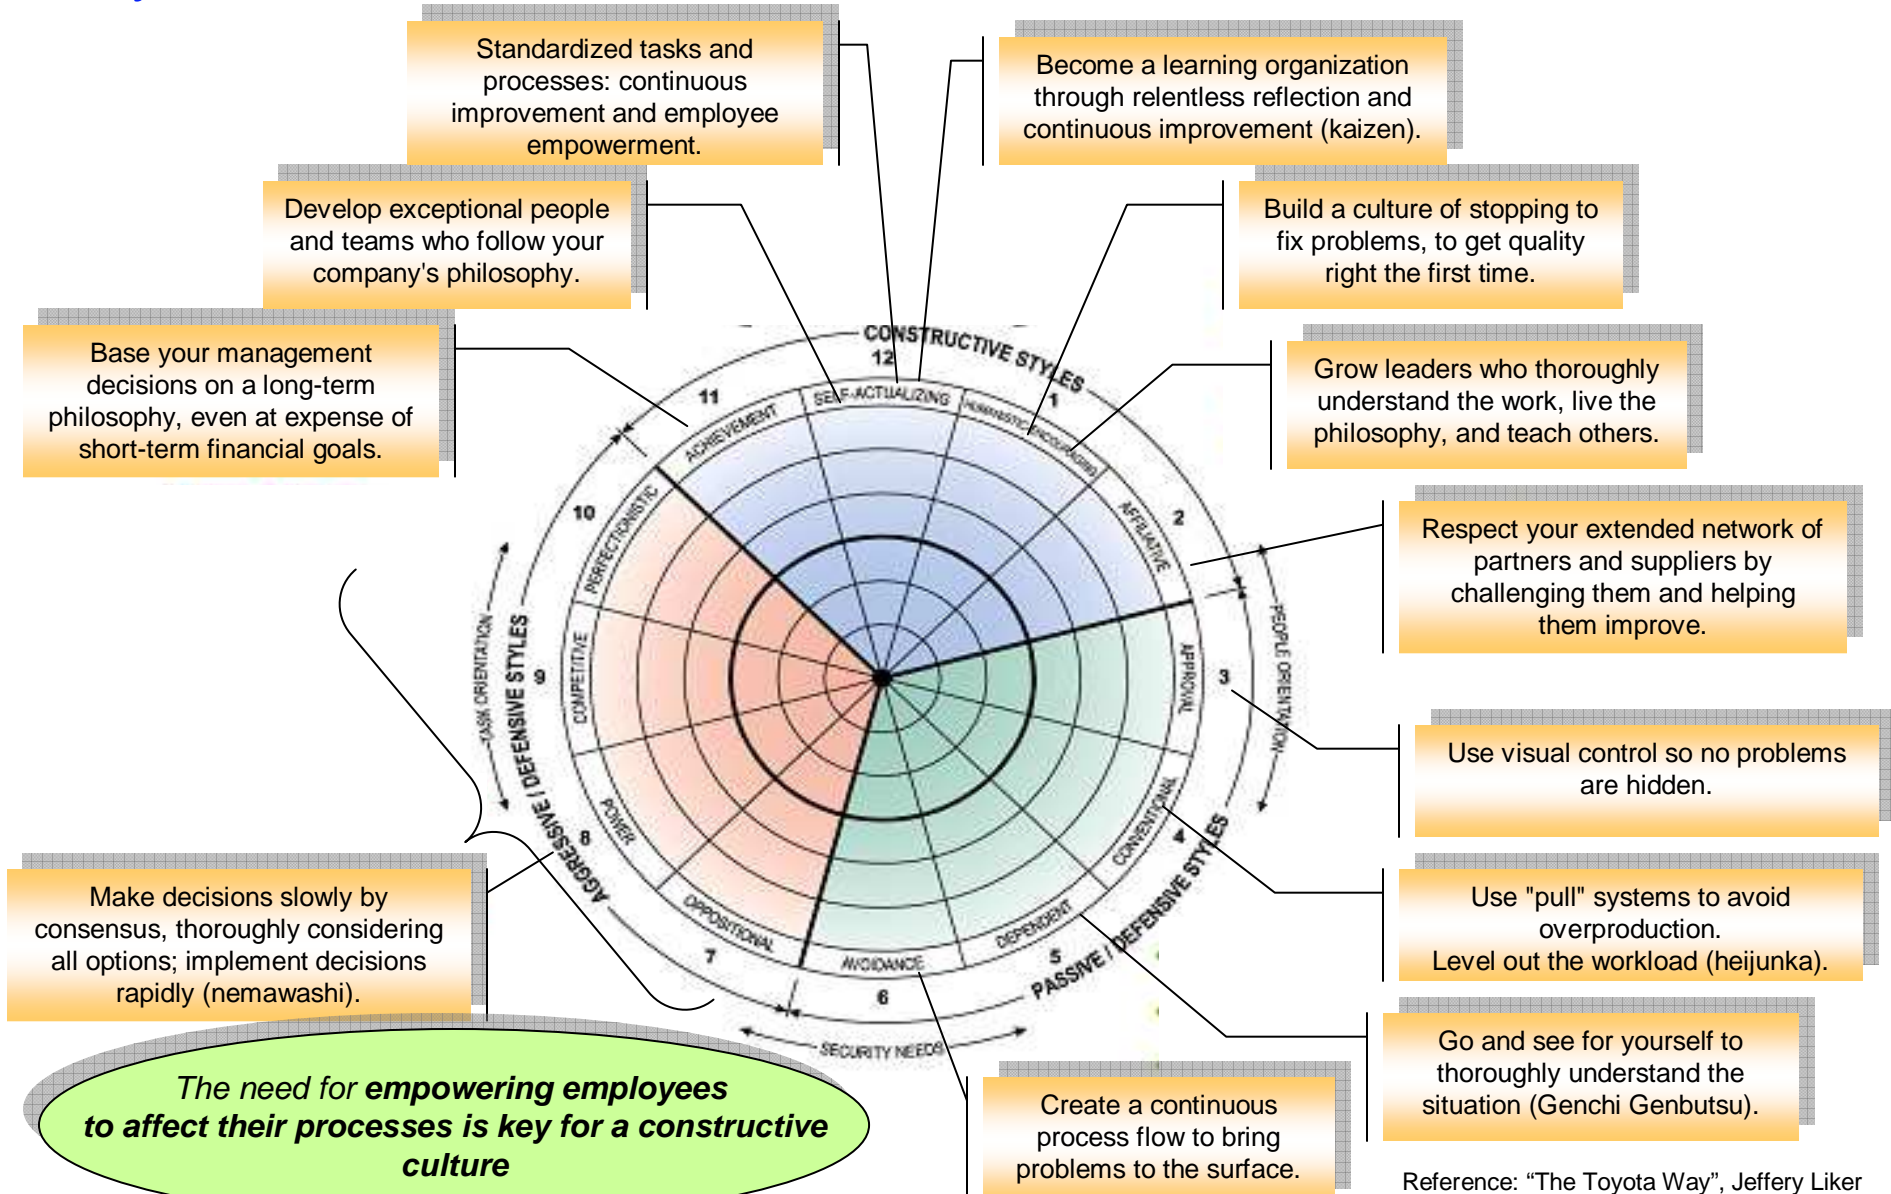 Standardized tasks and
processes: continuous
improvement and employee
empowerment.
Become a learning organization
through relentless reflection and
continuous improvement (kaizen).
Develop exceptional people
and teams who follow your
company's philosophy.
Build a culture of stopping to
fix problems, to get quality
right the first time.
Base your management
decisions on a long-term
philosophy, even at expense of
short-term financial goals.
Grow leaders who thoroughly
understand the work, live the
philosophy, and teach others.
Respect your extended network of
partners and suppliers by
challenging them and helping
them improve.
Use visual control so no problems
are hidden.
Use "pull" systems to avoid
overproduction.
Level out the workload (heijunka).
Go and see for yourself to
thoroughly understand the
situation (Genchi Genbutsu).
Create a continuous
process flow to bring
problems to the surface.
Make decisions slowly by
consensus, thoroughly considering
all options; implement decisions
rapidly (nemawashi).
CONSTRUCTIVE STYLES
12
SELF-ACTUALIZING
1
HUMANISTIC-ENCOURAGING
2
AFFILIATIVE
3
APPROVAL
4
CONVENTIONAL
5
DEPENDENT
6
AVOIDANCE
7
OPPOSITIONAL
8
POWER
9
COMPETITIVE
10
PERFECTIONISTIC
11
ACHIEVEMENT
PEOPLE ORIENTATION
PASSIVE / DEFENSIVE STYLES
SECURITY NEEDS
AGGRESSIVE / DEFENSIVE STYLES
TASK ORIENTATION
The need for empowering employees
to affect their processes is key for a constructive
culture
Reference: “The Toyota Way”, Jeffery Liker